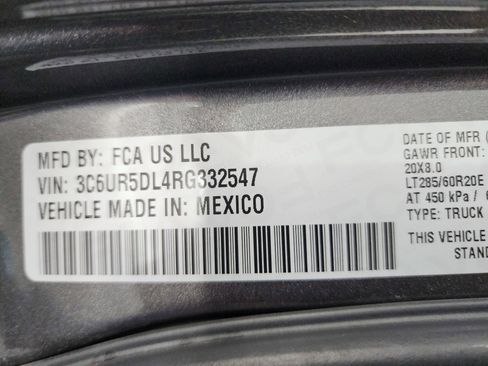 MFD BY: FCA US LLC
VIN: 3C6UR5DL4RG332547
VEHICLE MADE IN: MEXICO
DATE OF MFR (
GAWR FRONT:
20X8.0
LT285/60R20E
AT 450 kPa /
TYPE: TRUCK
THIS VEHICLE
STAND